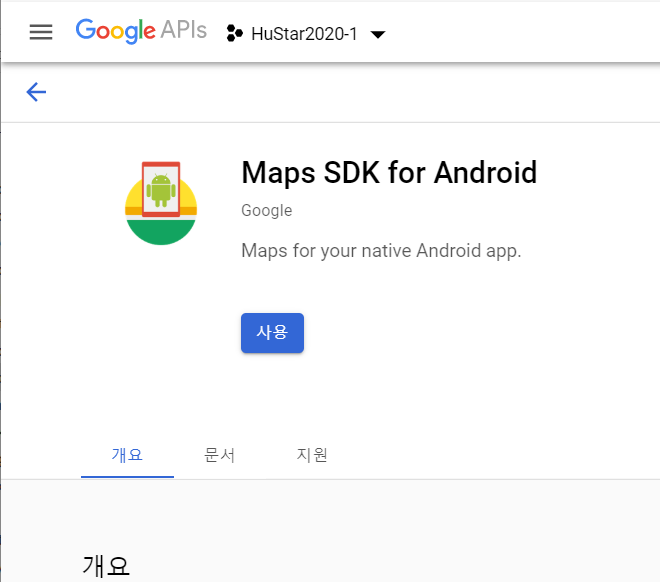 Google APIs HuStar2020-1
Maps SDK for Android
Google
Maps for your native Android app.
사용
개요 문서 지원
개요